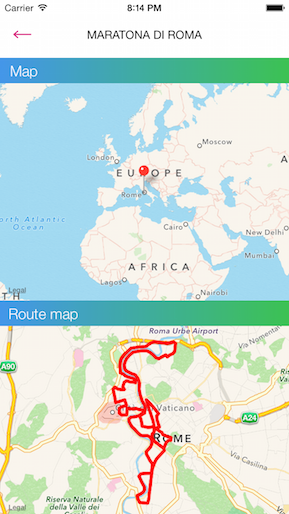 Carrier 8:14 PM
MARATONA DI ROMA
Map
Moscow
London
EUROPE
Rome
North Atlantic
Ocean
Cairo
New Delhi
Mumbai
AFRICA
Lagos
Legal
TH
Nairobi
Route map
Roma Urbe Airport
Via Nomentana
A90
Vaticano
A24
ROME
Via Casilina
Riserva Naturale
della Valle dei
Legal